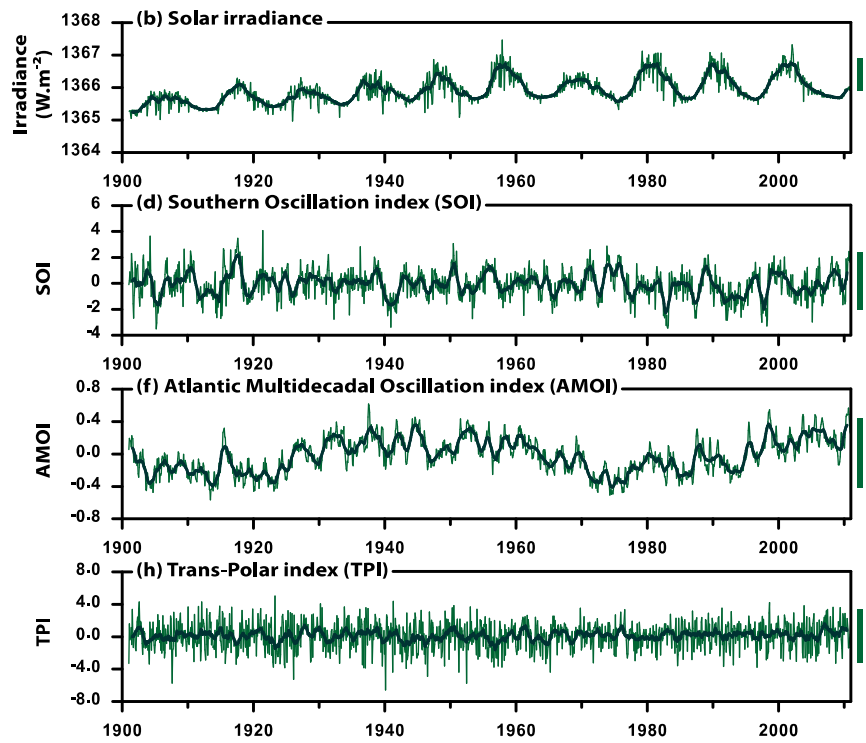 (b) Solar irradiance
Irradiance
(W.m⁻²)
1368
1367
1366
1365
1364
1900 1920 1940 1960 1980 2000
(d) Southern Oscillation index (SOI)
SOI
6
4
2
0
-2
-4
1900 1920 1940 1960 1980 2000
(f) Atlantic Multidecadal Oscillation index (AMOI)
AMOI
0.8
0.4
0.0
-0.4
-0.8
1900 1920 1940 1960 1980 2000
(h) Trans-Polar index (TPI)
TPI
8.0
4.0
0.0
-4.0
-8.0
1900 1920 1940 1960 1980 2000